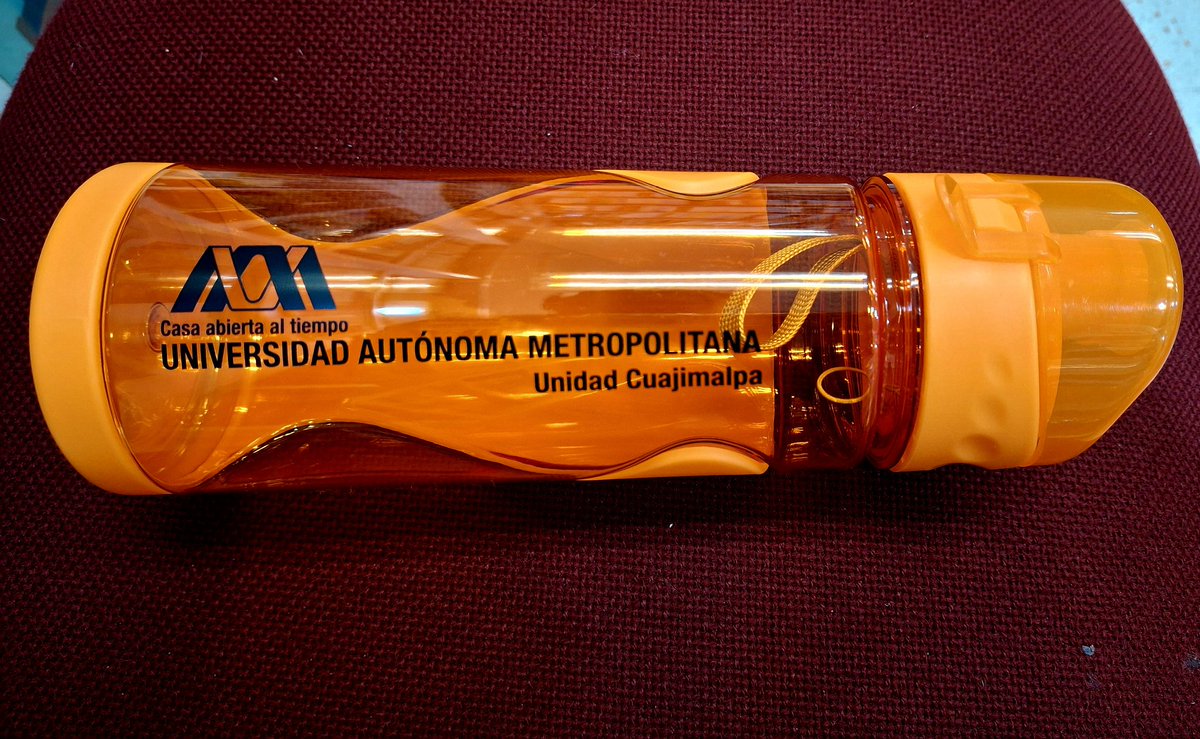 Casa abierta al tiempo
UNIVERSIDAD AUTÓNOMA METROPOLITANA
Unidad Cuajimalpa